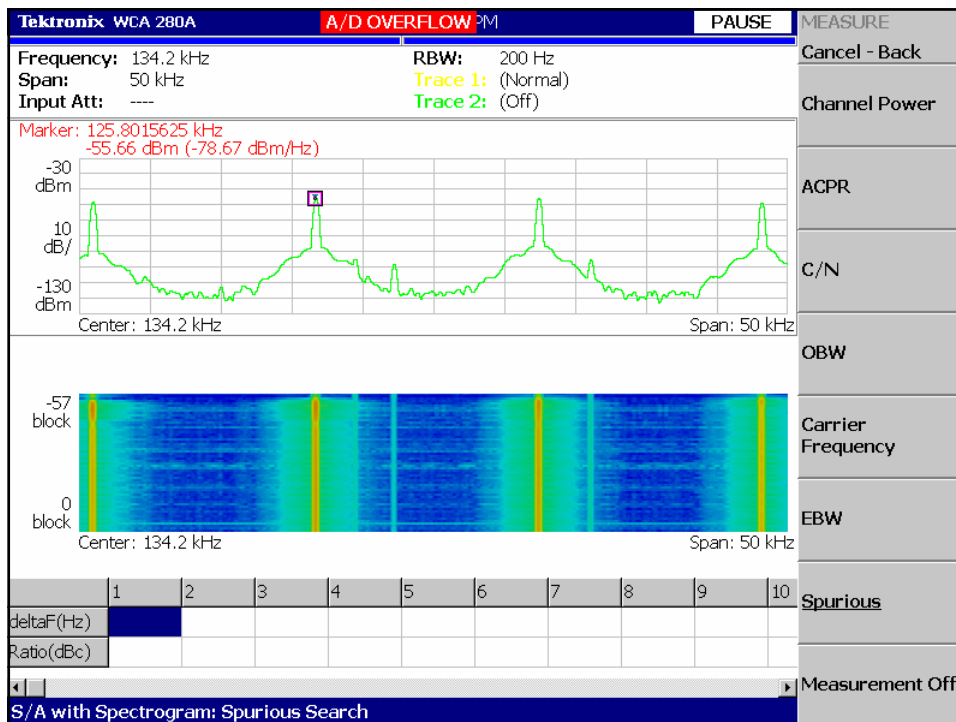 Tektronix WCA 280A
A/D OVERFLOW PM
PAUSE
MEASURE
Cancel - Back
Frequency: 134.2 kHz
RBW: 200 Hz
Span: 50 kHz
Trace 1: (Normal)
Input Att: ----
Trace 2: (Off)
Channel Power
Marker: 125.8015625 kHz
-55.66 dBm (-78.67 dBm/Hz)
-30
dBm
10
dB/
-130
dBm
Center: 134.2 kHz
Span: 50 kHz
ACPR
C/N
OBW
-57
block
0
block
Center: 134.2 kHz
Span: 50 kHz
Carrier
Frequency
EBW
1 2 3 4 5 6 7 8 9 10
deltaF(Hz)
Ratio(dBc)
Spurious
Measurement Off
S/A with Spectrogram: Spurious Search